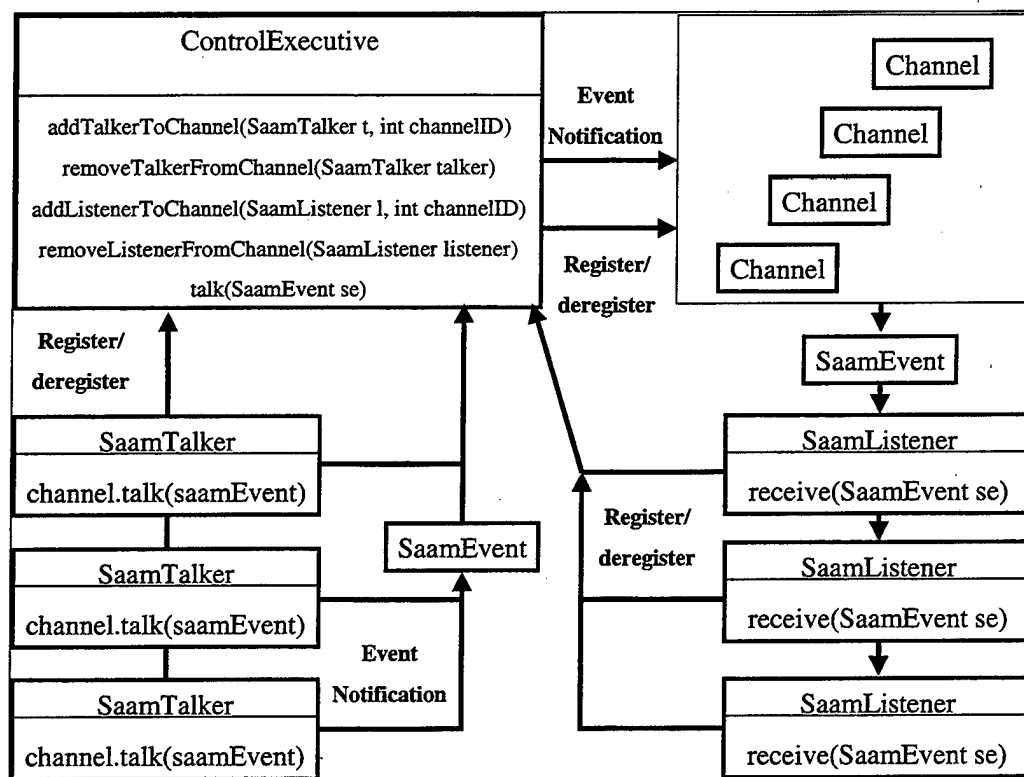 ControlExecutive
addTalkerToChannel(SaamTalker t, int channelID)
removeTalkerFromChannel(SaamTalker talker)
addListenerToChannel(SaamListener l, int channelID)
removeListenerFromChannel(SaamListener listener)
talk(SaamEvent se)
Event
Notification
Register/
deregister
Channel
Channel
Channel
Channel
SaamEvent
Register/
deregister
SaamTalker
channel.talk(saamEvent)
SaamTalker
channel.talk(saamEvent)
SaamTalker
channel.talk(saamEvent)
SaamEvent
Event
Notification
Register/
deregister
SaamListener
receive(SaamEvent se)
SaamListener
receive(SaamEvent se)
SaamListener
receive(SaamEvent se)